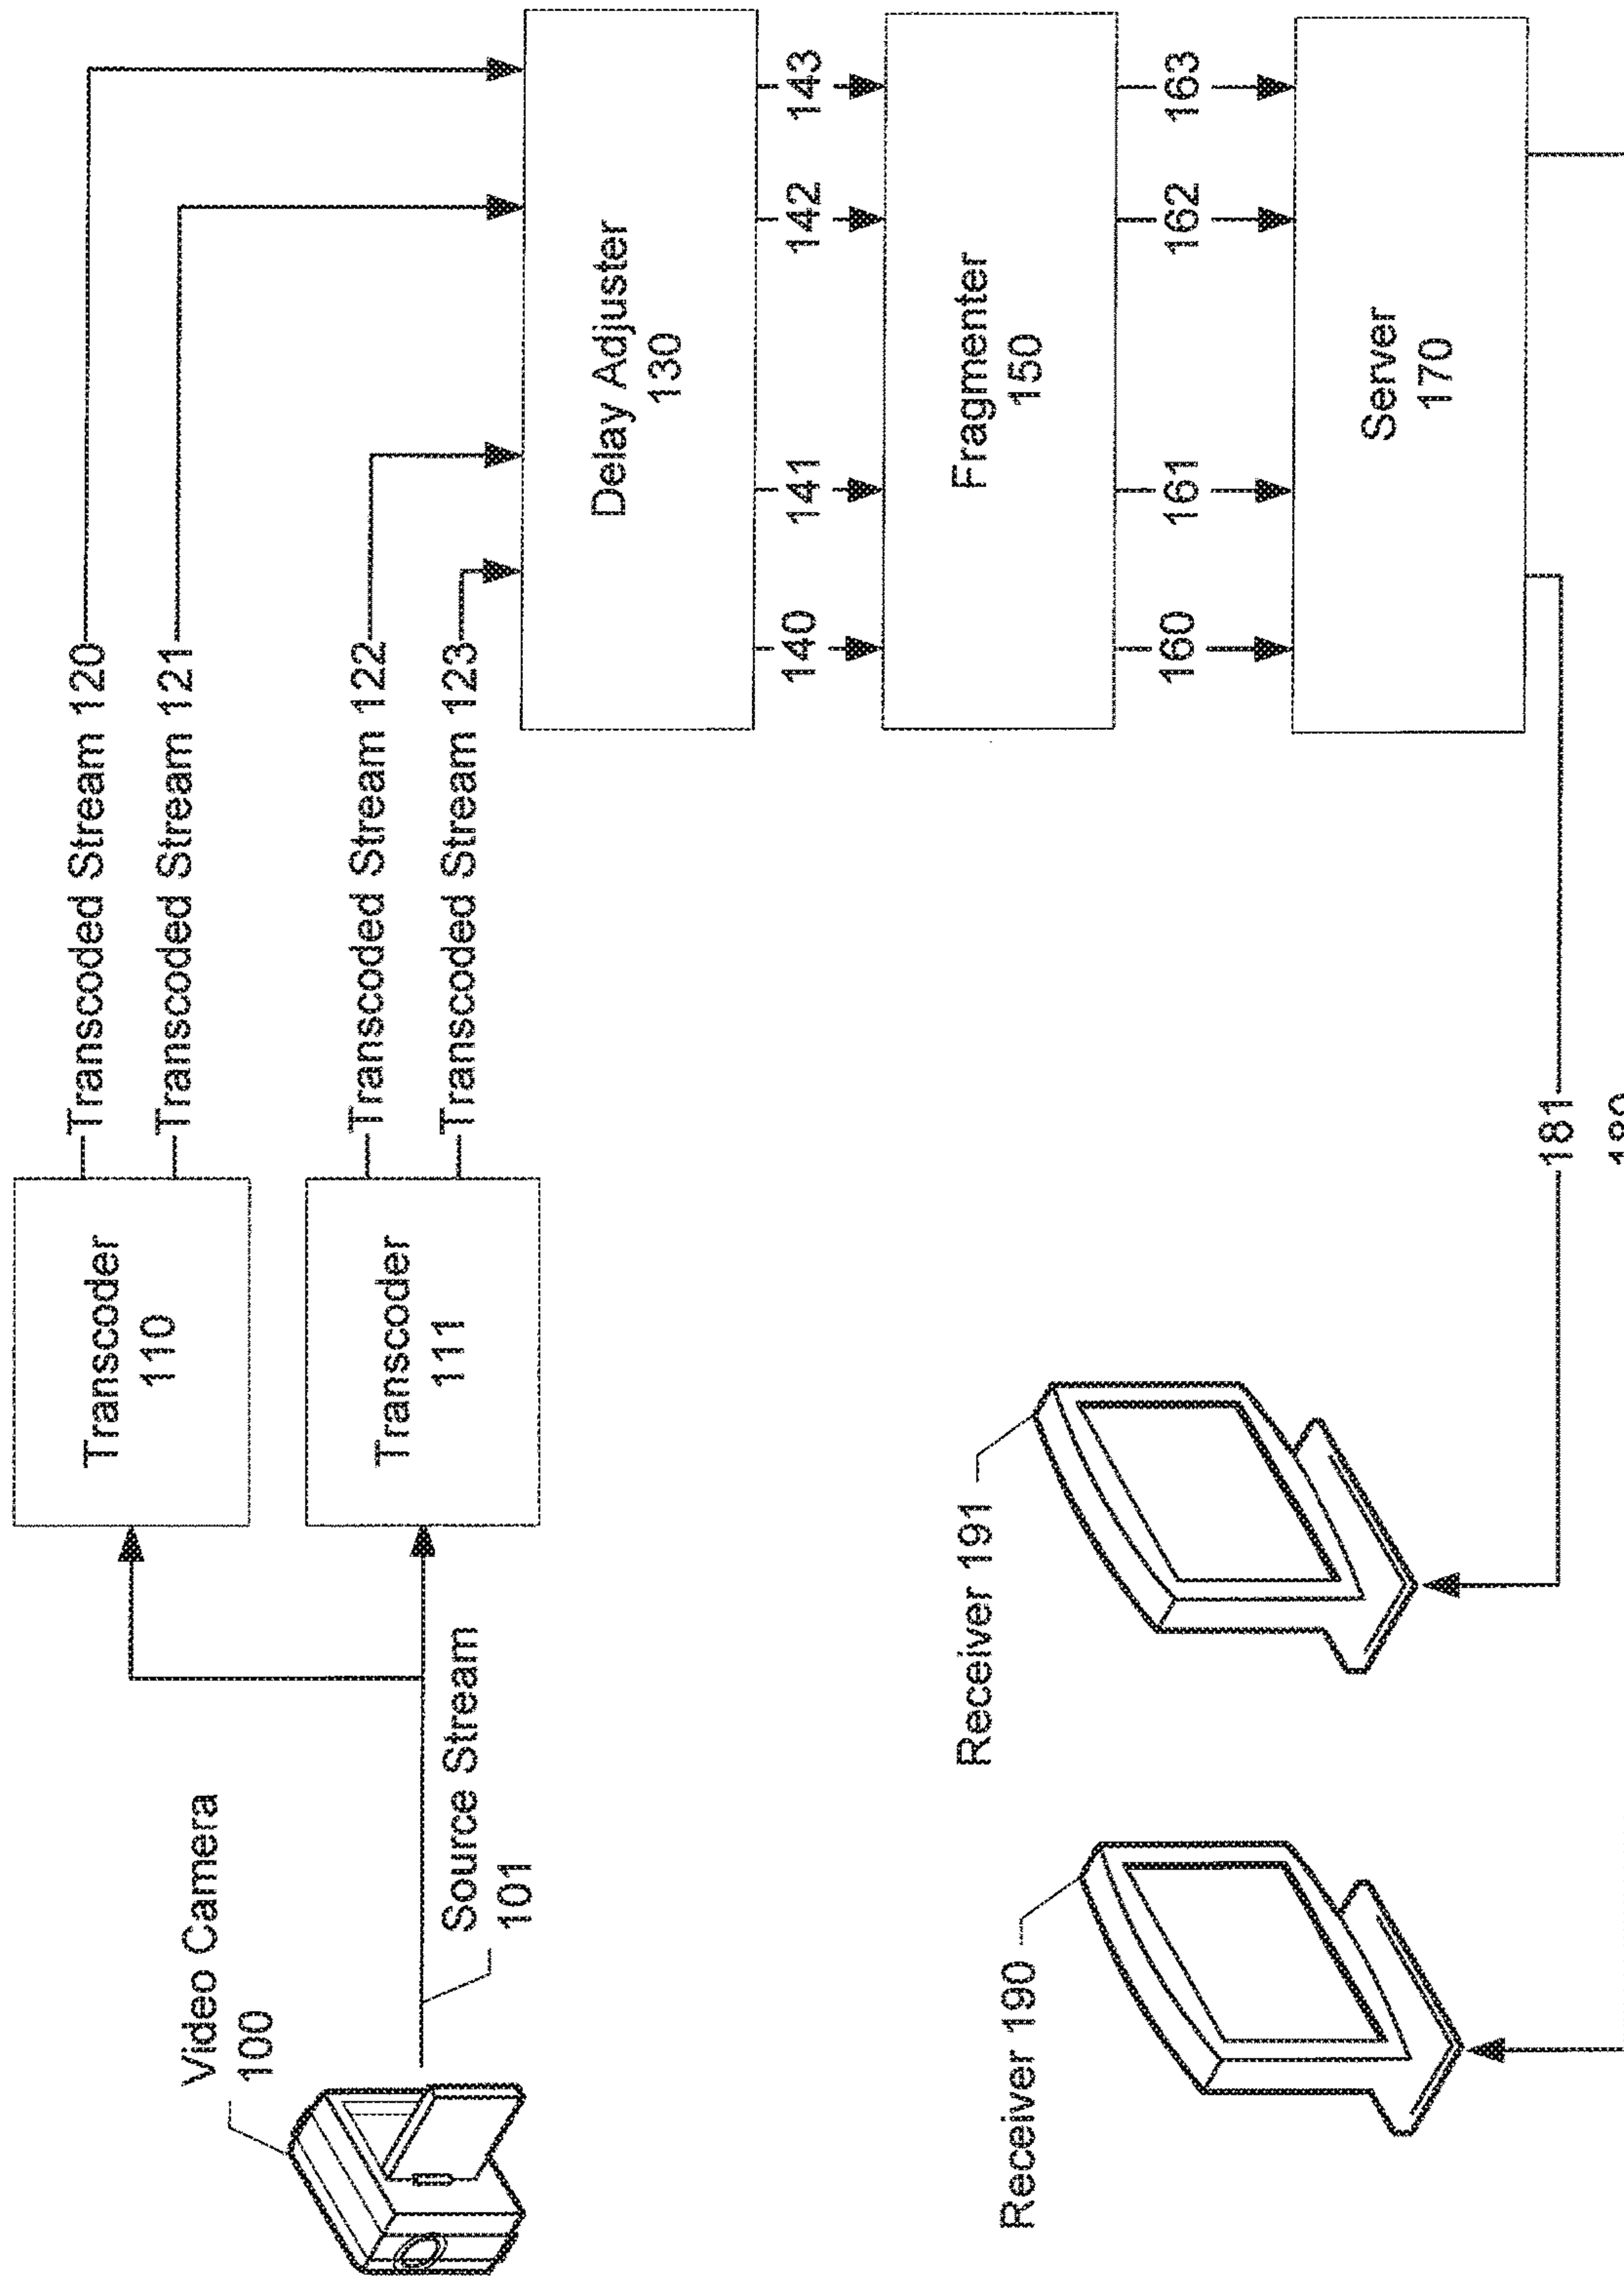 Video Camera
100
Source Stream
101
Transcoder
110
Transcoder
111
Transcoded Stream 120
Transcoded Stream 121
Transcoded Stream 122
Transcoded Stream 123
Delay Adjuster
130
140
141
142
143
Fragmenter
150
160
161
162
163
Server
170
181
Receiver 191
Receiver 190